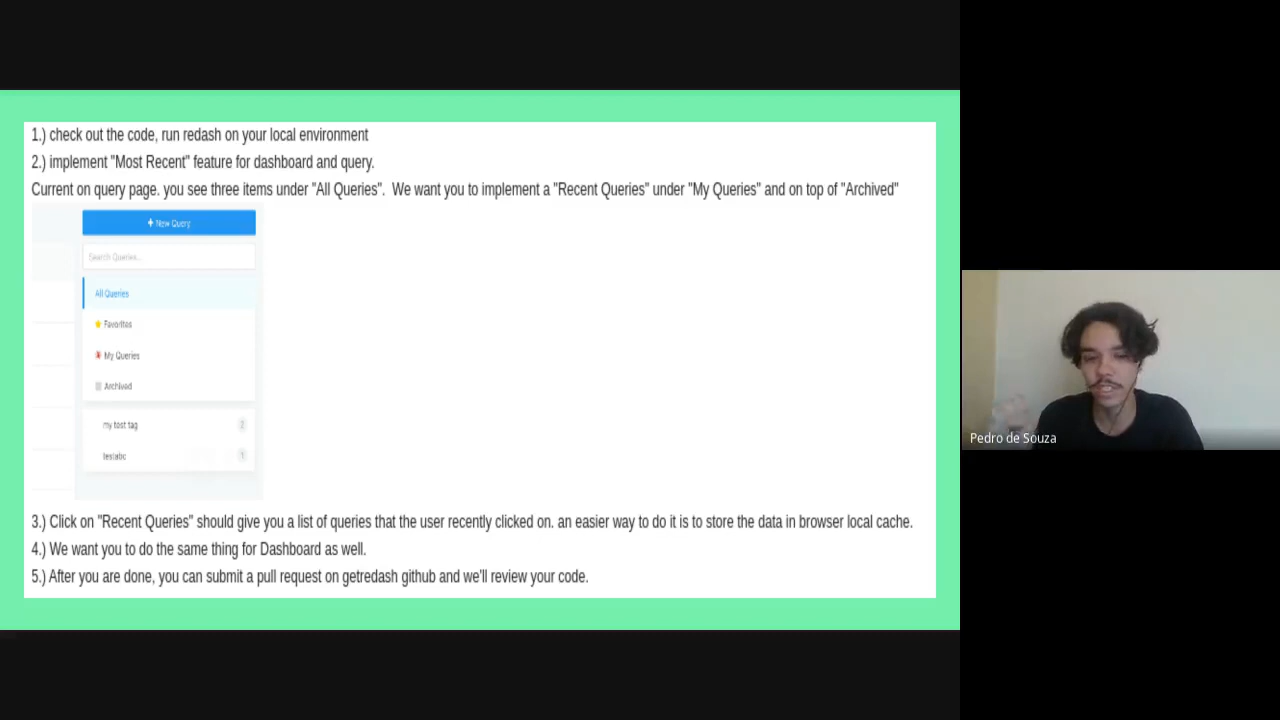 1.) check out the code, run redash on your local environment
2.) implement "Most Recent" feature for dashboard and query.
Current on query page. you see three items under "All Queries".  We want you to implement a "Recent Queries" under "My Queries" and on top of "Archived"
+ New Query
Search Queries...
All Queries
Favorites
My Queries
Archived
my test tag 2
testabc 1
3.) Click on "Recent Queries" should give you a list of queries that the user recently clicked on. an easier way to do it is to store the data in browser local cache.
4.) We want you to do the same thing for Dashboard as well.
5.) After you are done, you can submit a pull request on getredash github and we'll review your code.
Pedro de Souza